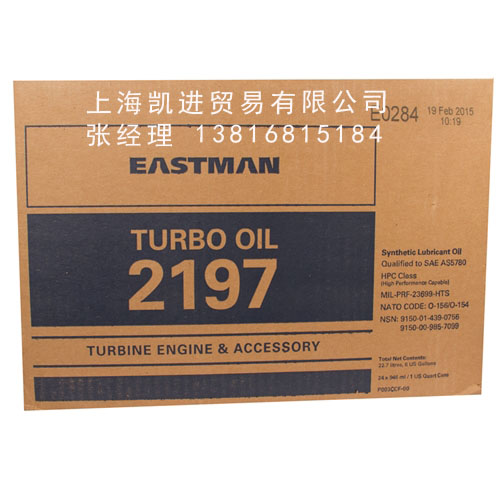 上海凯进贸易有限公司
张经理 13816815184
E0284 19 Feb 2015
10:19
EASTMAN
TURBO OIL
2197
TURBINE ENGINE & ACCESSORY
Synthetic Lubricant Oil
Qualified to SAE AS5780
HPC Class
(High Performance Capable)
MIL-PRF-23699-HTS
NATO CODE: O-156/O-154
NSN: 9150-01-439-0756
9150-00-985-7099
Total Net Contents:
22.7 litres, 6 US Gallons
24 x 946 ml / 1 US Quart Cans